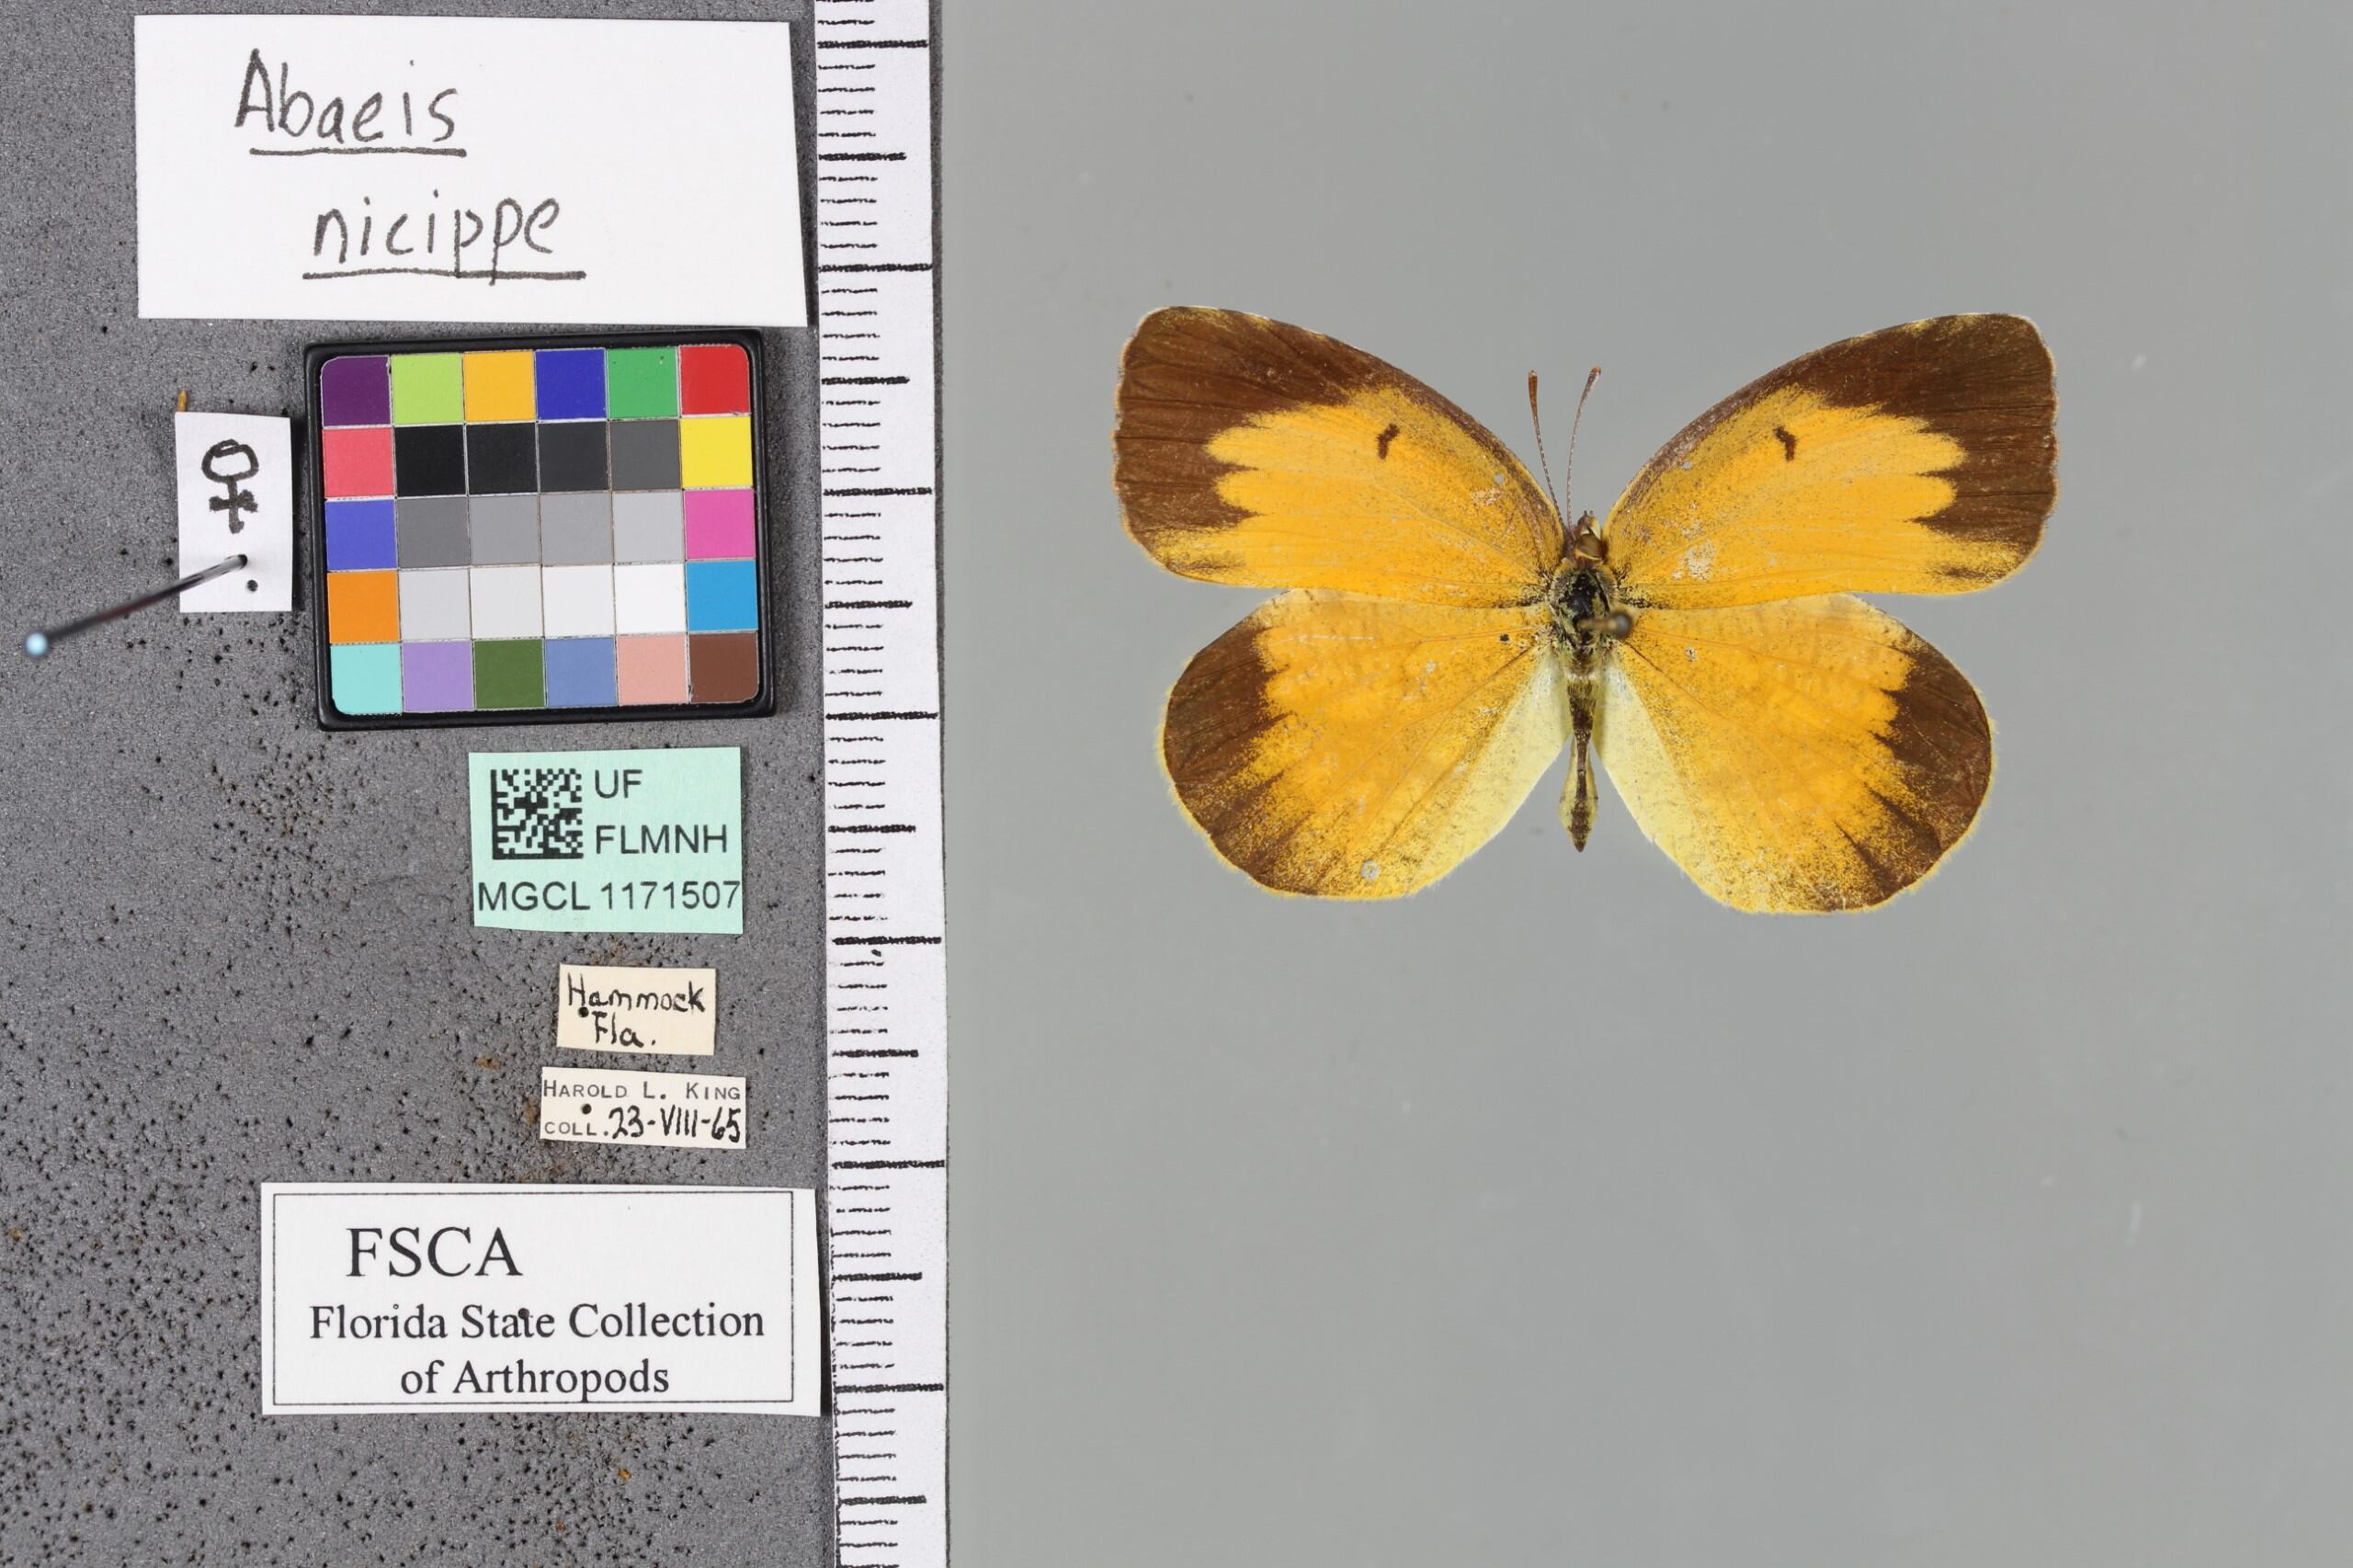 Abaeis
nicippe
♀
UF
FLMNH
MGCL 1171507
Hammock
Fla.
HAROLD L. KING
COLL. 23-VIII-65
FSCA
Florida State Collection
of Arthropods